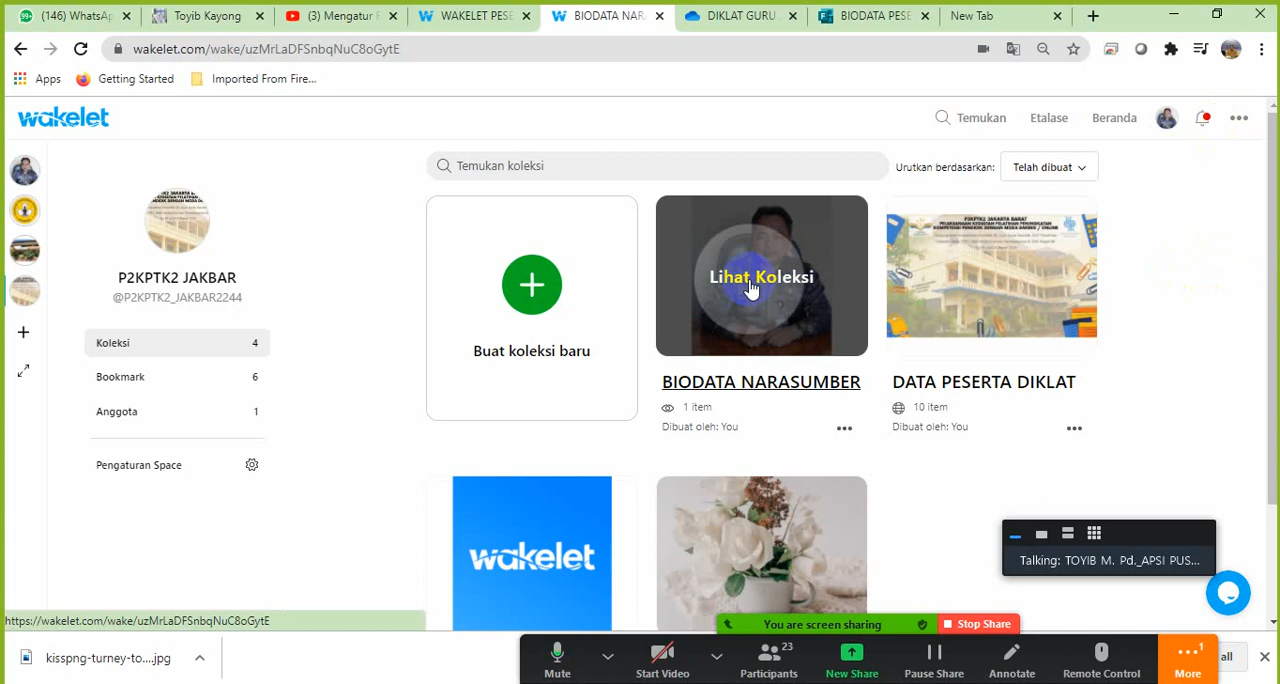 (146) WhatsAp
Toyib Kayong
(3) Mengatur F
WAKELET PESE
BIODATA NAR
DIKLAT GURU
BIODATA PESE
New Tab
wakelet.com/wake/uzMrLaDFSnbqNuC8oGytE
Apps
Getting Started
Imported From Fire...
wakelet
Temukan
Etalase
Beranda
Temukan koleksi
Urutkan berdasarkan:
Telah dibuat
P2KPTK2 JAKBAR
@P2KPTK2_JAKBAR2244
Koleksi 4
Bookmark 6
Anggota 1
Pengaturan Space
Buat koleksi baru
Lihat Koleksi
BIODATA NARASUMBER
1 item
Dibuat oleh: You
P2KPTK2 JAKARTA BARAT
DATA PESERTA DIKLAT
10 item
Dibuat oleh: You
wakelet
Talking: TOYIB M. Pd._APSI PUS...
https://wakelet.com/wake/uzMrLaDFSnbqNuC8oGytE
You are screen sharing
Stop Share
kisspng-turney-to....jpg
Mute
Start Video
23
Participants
New Share
Pause Share
Annotate
Remote Control
1
More
all